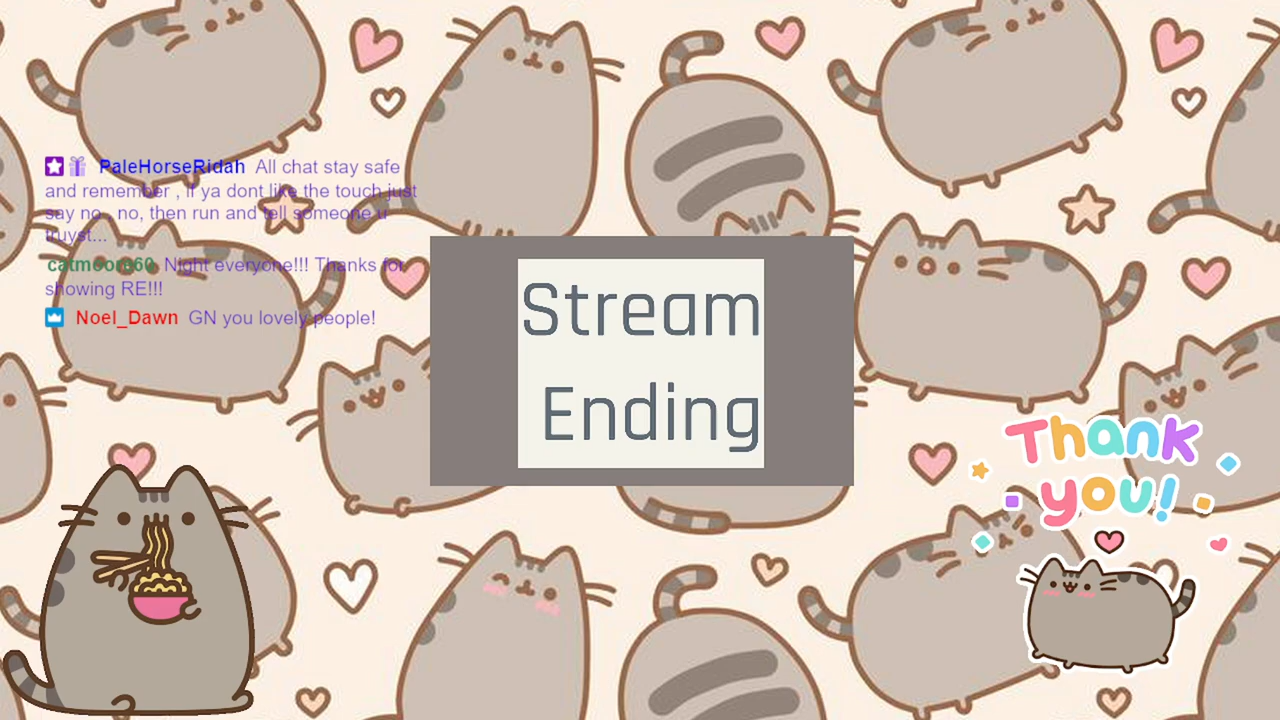 PaleHorseRidah All chat stay safe
and remember , if ya dont like the touch just
say no , no, then run and tell someone u
truyst...
catmoore60 Night everyone!!! Thanks for
showing RE!!!
Noel_Dawn GN you lovely people!
Stream
Ending
Thank
you!